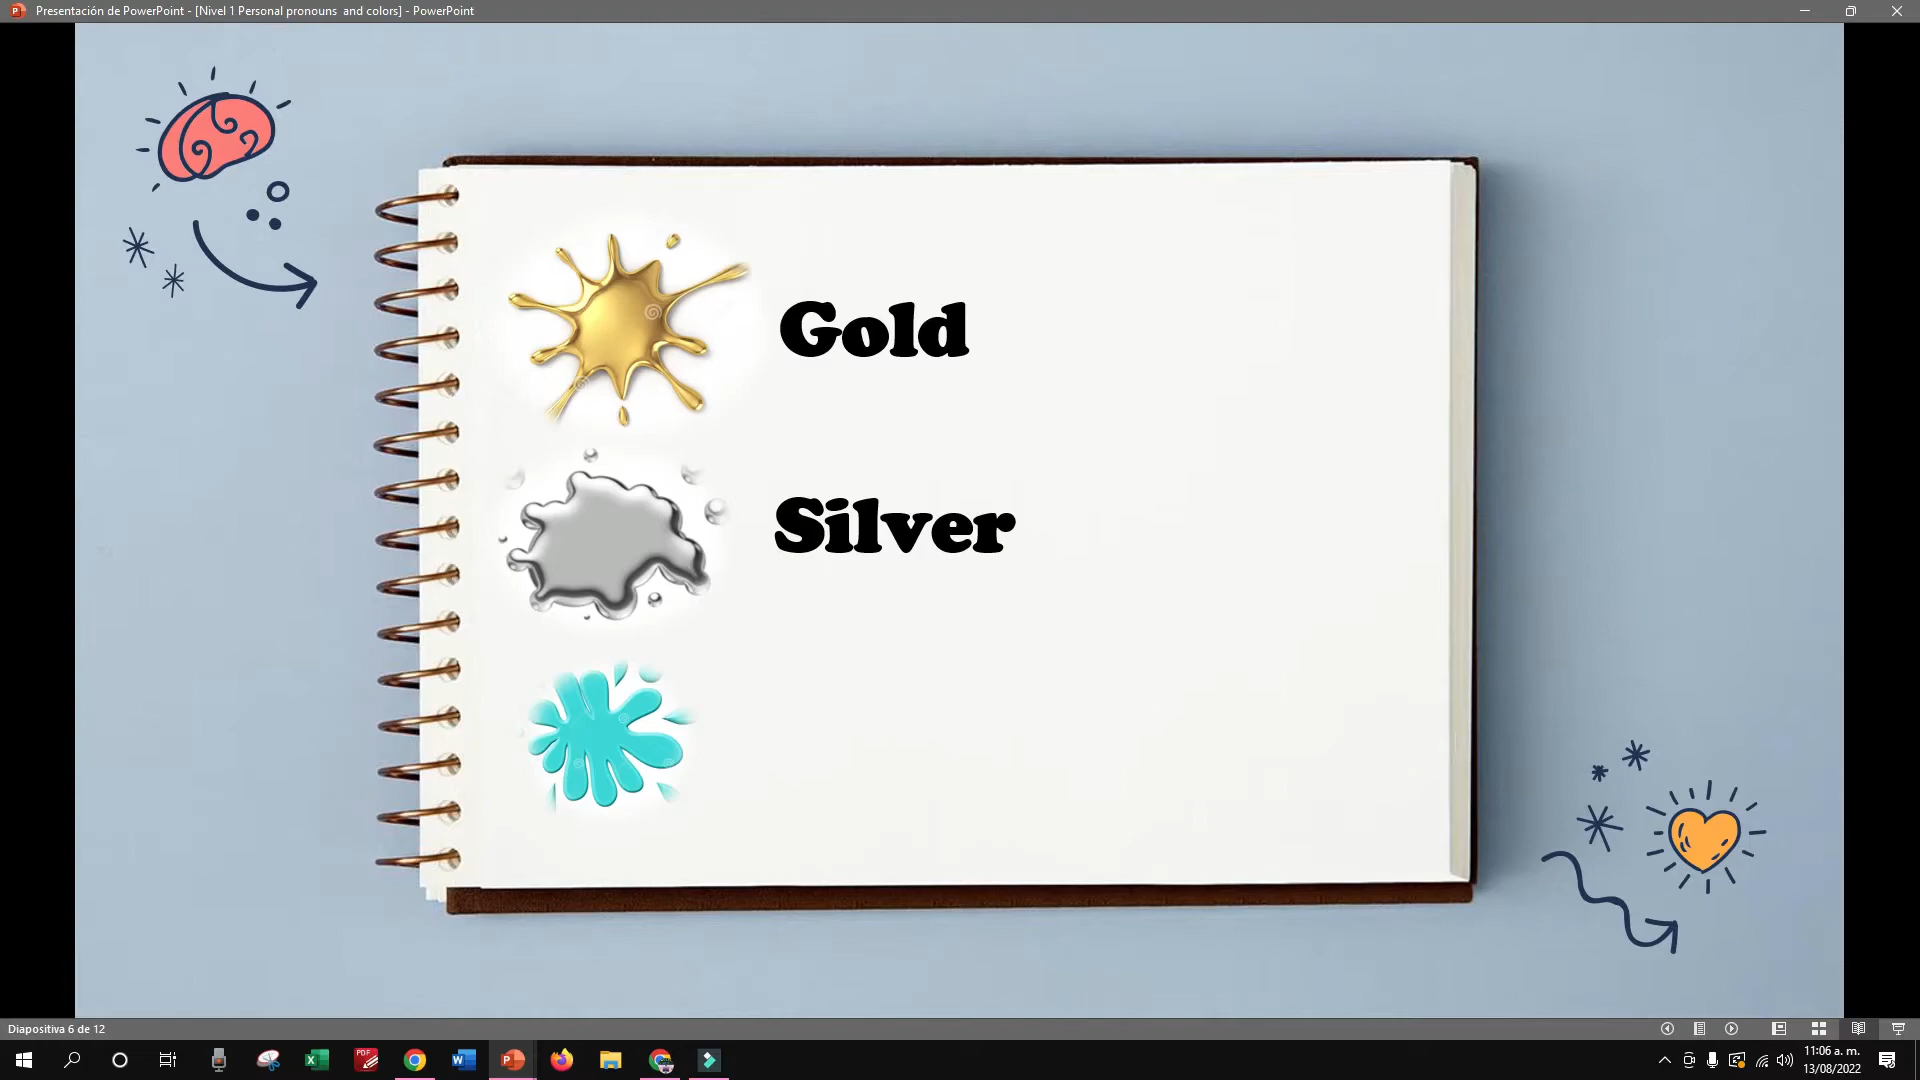 Presentación de PowerPoint - [Nivel 1 Personal pronouns  and colors] - PowerPoint
Gold
Silver
Diapositiva 6 de 12
PDF
11:06 a. m.
13/08/2022